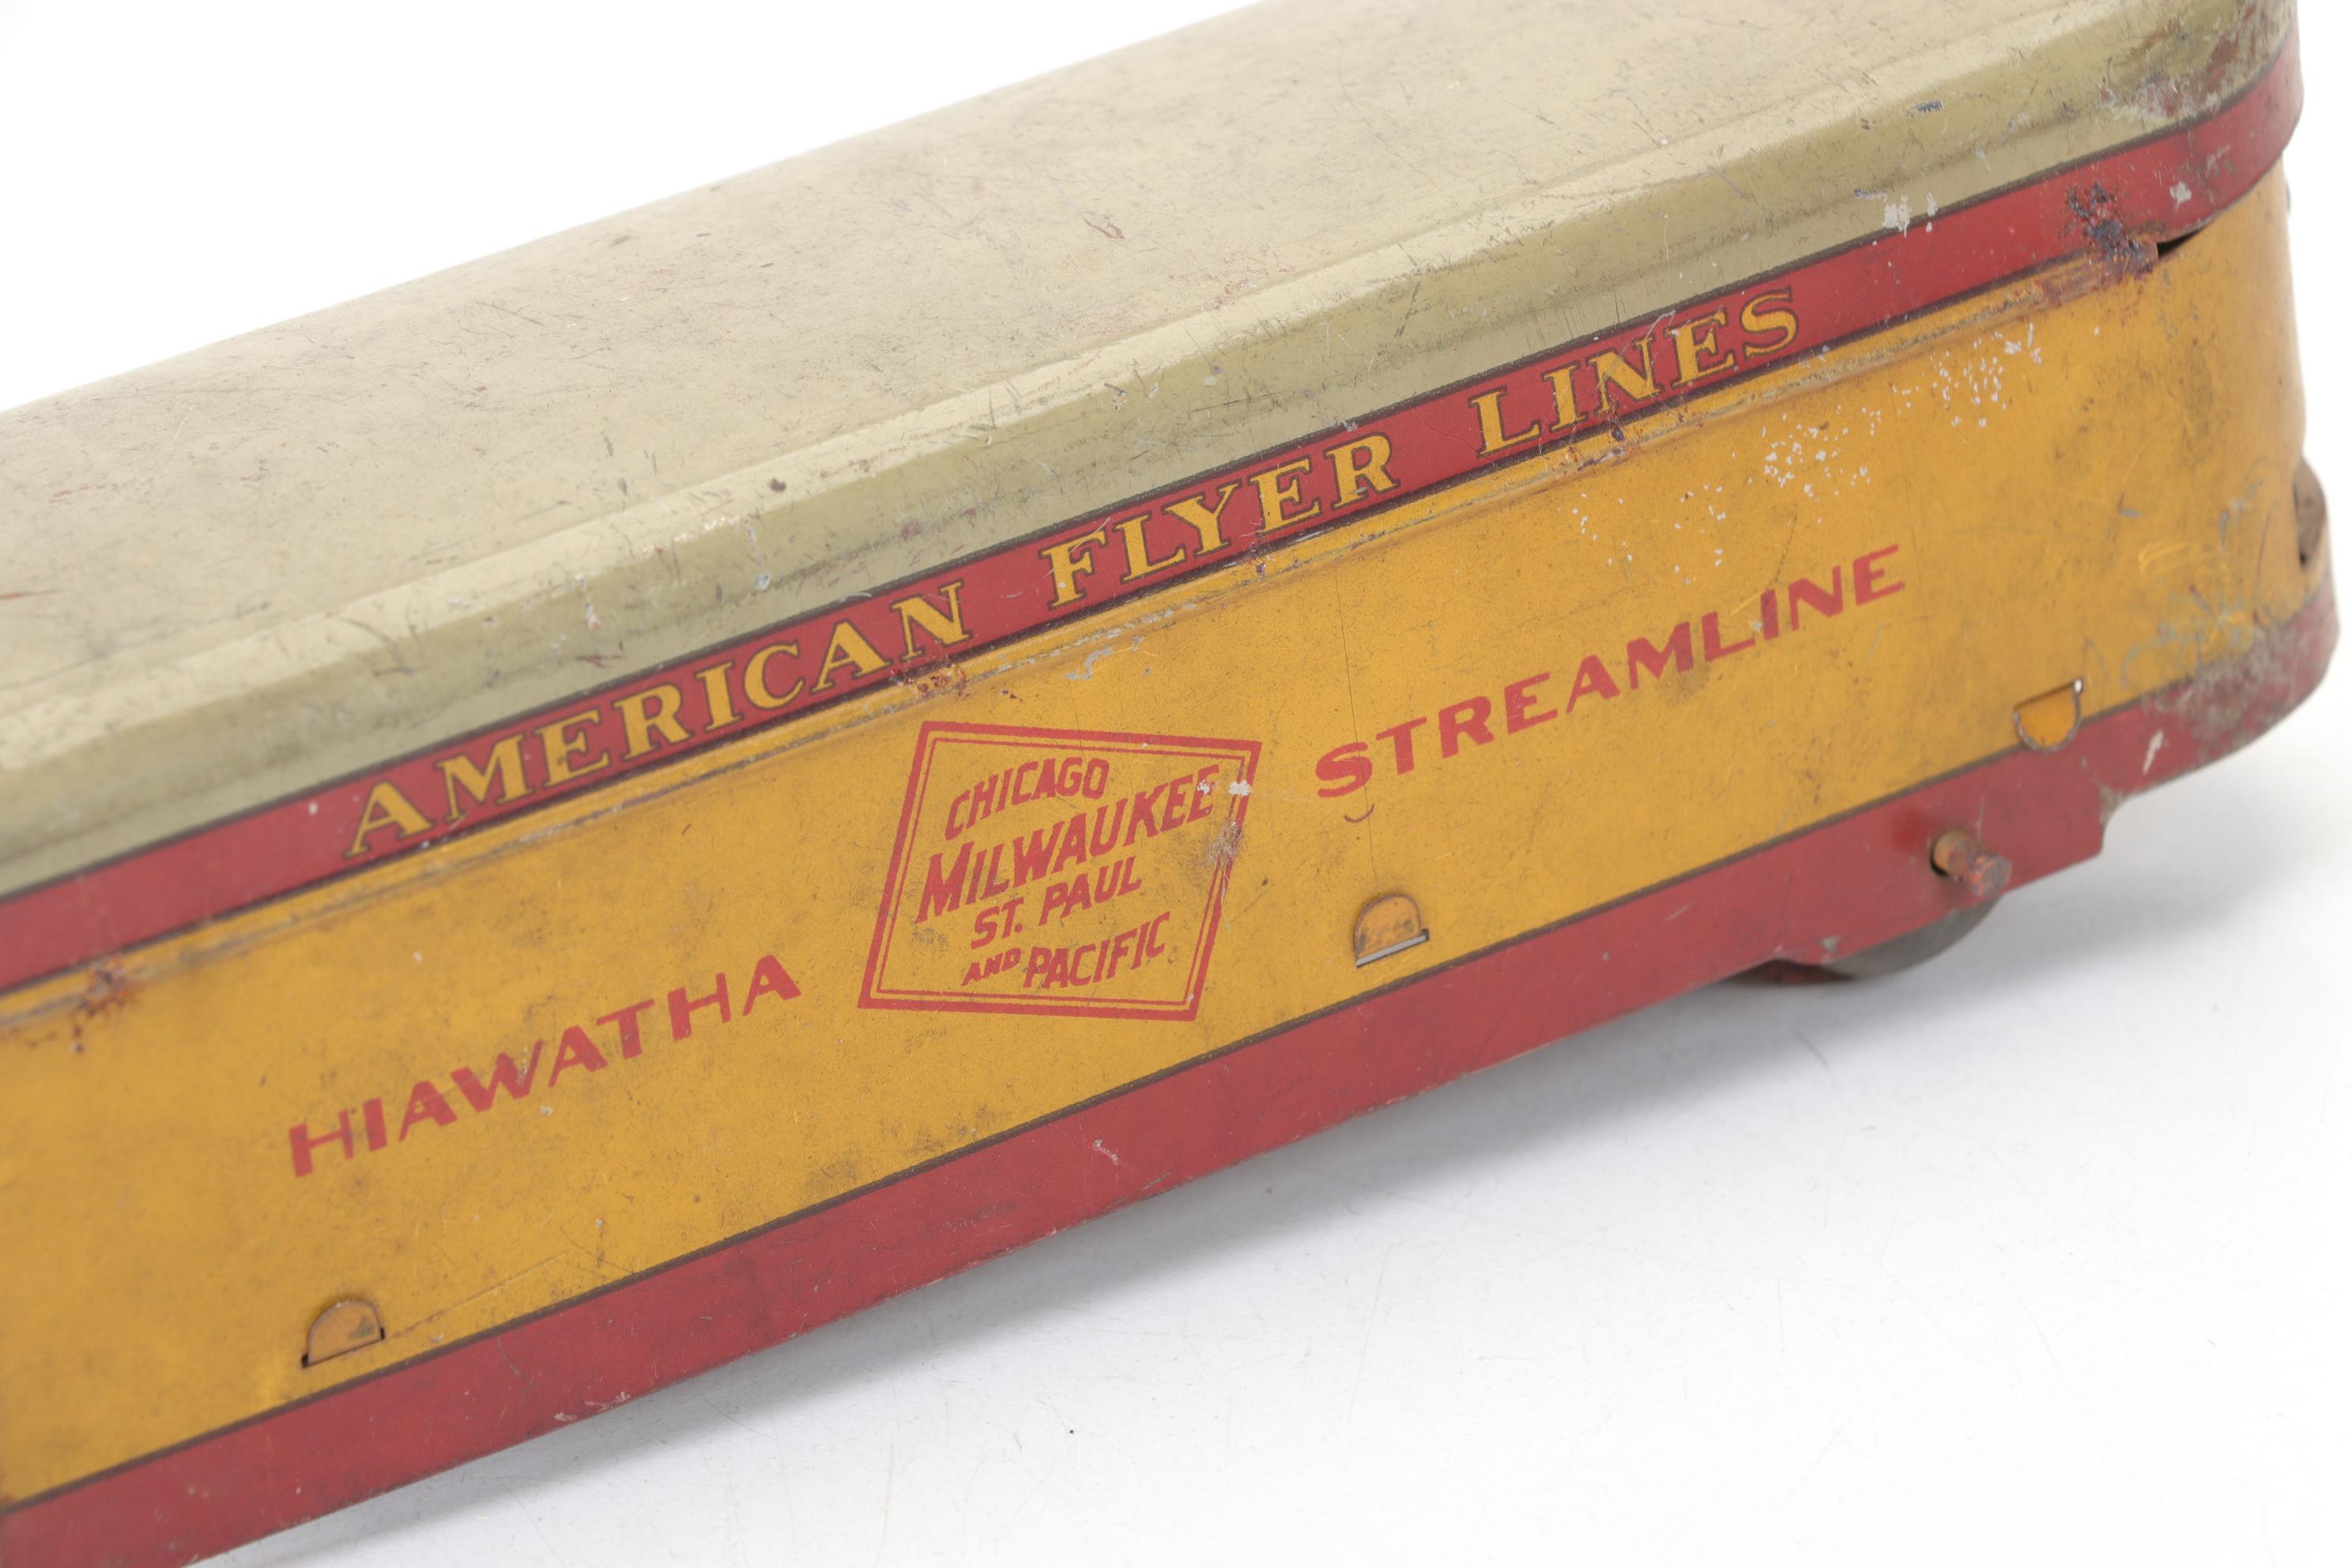 AMERICAN FLYER LINES
HIAWATHA
CHICAGO
MILWAUKEE
ST. PAUL
AND PACIFIC
STREAMLINE